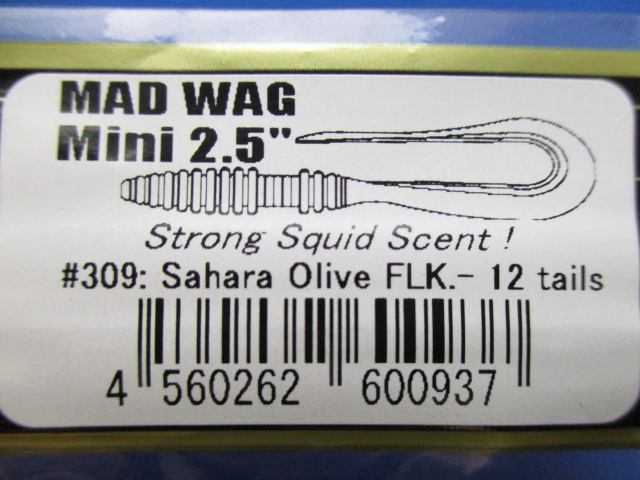 MAD WAG
Mini 2.5"
Strong Squid Scent !
#309: Sahara Olive FLK.- 12 tails
4 560262 600937